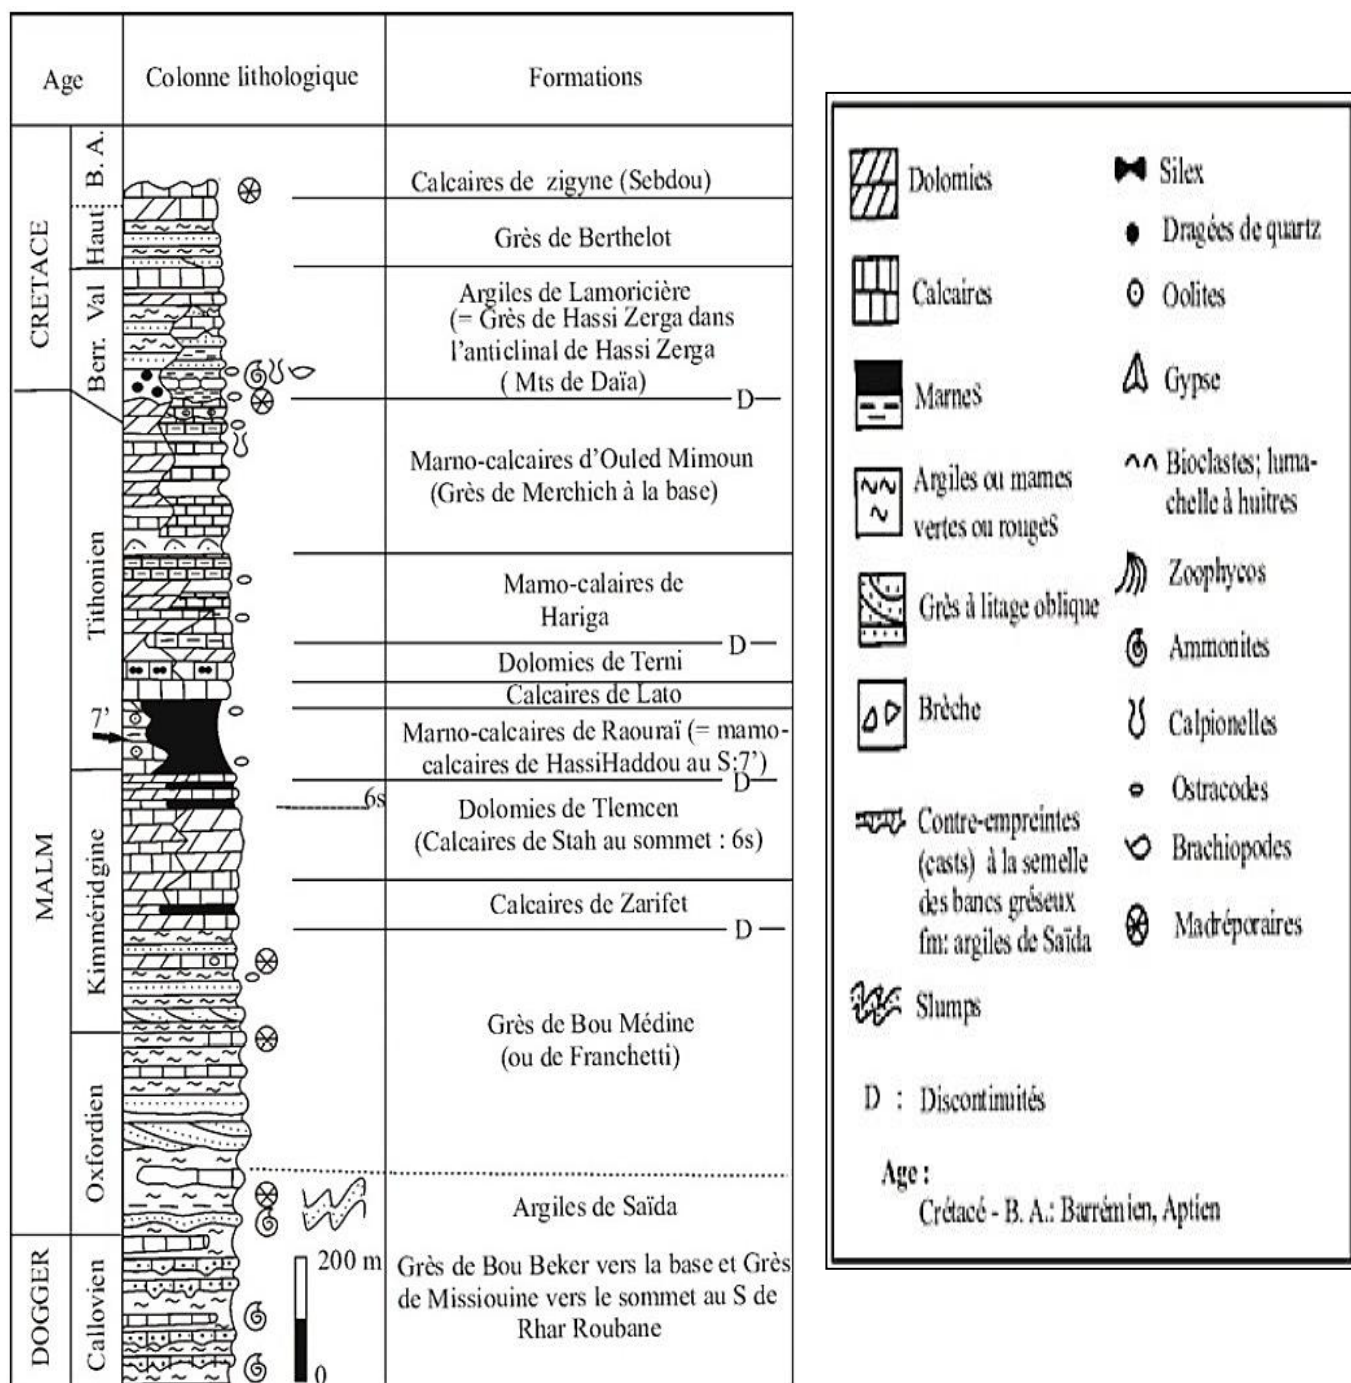 Age
Colonne lithologique
Formations
CRETACE
B. A.
Haut
Val
Berr.
MALM
Tithonien
7’
Kimméridgine
Oxfordien
DOGGER
Callovien
Calcaires de zigyne (Sebdou)
Grès de Berthelot
Argiles de Lamoricière
(= Grès de Hassi Zerga dans
l’anticlinal de Hassi Zerga
( Mts de Daïa)
D
Marno-calcaires d’Ouled Mimoun
(Grès de Merchich à la base)
Mamo-calaires de
Hariga
D
Dolomies de Terni
Calcaires de Lato
Marno-calcaires de Raouraï (= mamo-
calcaires de HassiHaddou au S:7’)
D
6s
Dolomies de Tlemcen
(Calcaires de Stah au sommet : 6s)
Calcaires de Zarifet
D
Grès de Bou Médine
(ou de Franchetti)
Argiles de Saïda
200 m
0
Grès de Bou Beker vers la base et Grès
de Missiouine vers le sommet au S de
Rhar Roubane
Dolomies
Calcaires
MarneS
Argiles ou mames
vertes ou rougeS
Grès à litage oblique
Brèche
Contre-empreintes
(casts) à la semelle
des bancs gréseux
fm: argiles de Saïda
Slumps
D : Discontinuités
Age :
Crétacé - B. A.: Barrémien, Aptien
Silex
Dragées de quartz
Oolites
Gypse
Bioclastes; luma-
chelle à huitres
Zoophycos
Ammonites
Calpionelles
Ostracodes
Brachiopodes
Madréporaires